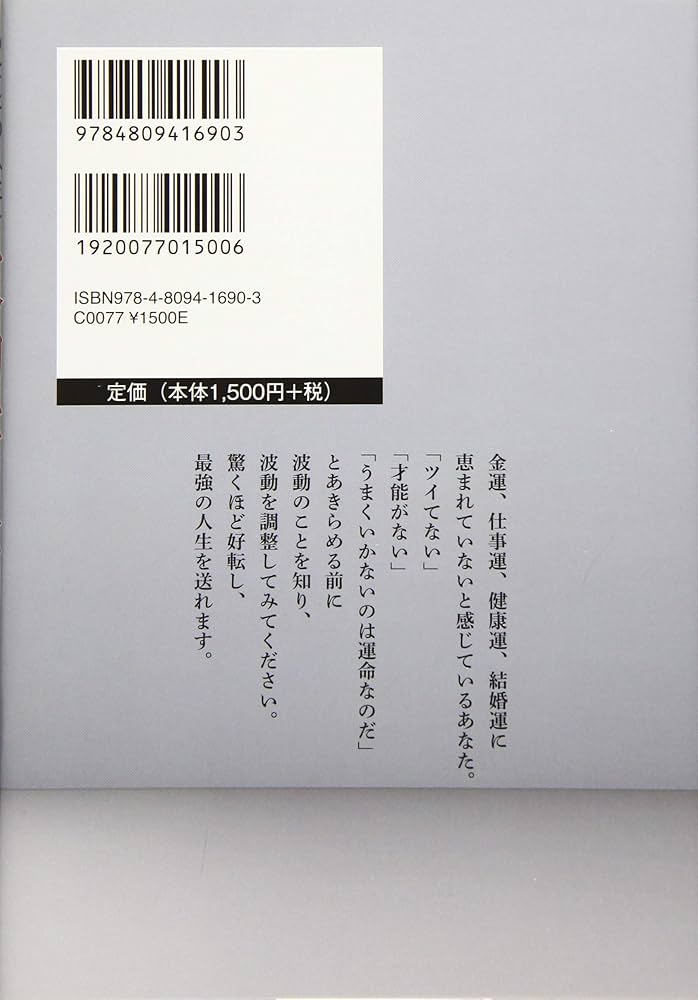 9784809416903
1920077015006
ISBN978-4-8094-1690-3
C0077 ¥1500E
定価（本体1,500円＋税）
金運、仕事運、健康運、結婚運に
恵まれていないと感じているあなた。
「ツイてない」
「才能がない」
「うまくいかないのは運命なのだ」
とあきらめる前に
波動のことを知り、
波動を調整してみてください。
驚くほど好転し、
最強の人生を送れます。